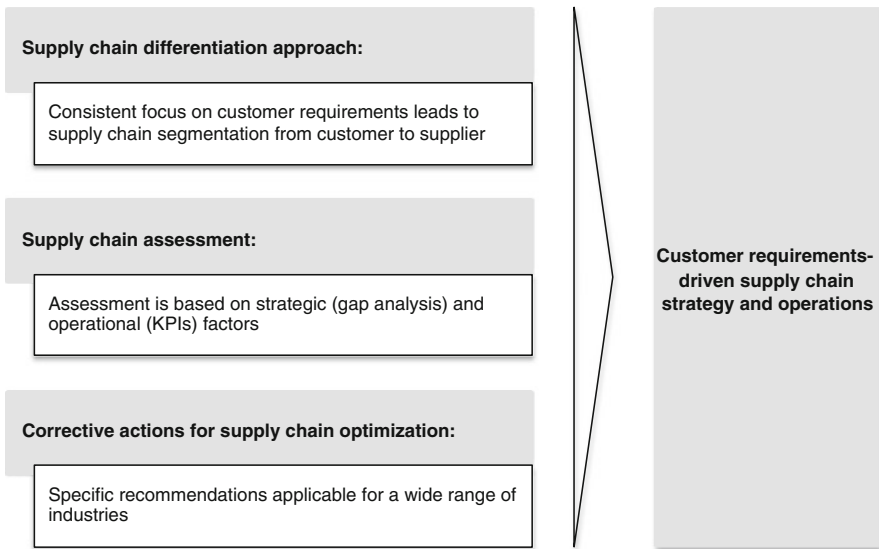 Supply chain differentiation approach:
Consistent focus on customer requirements leads to
supply chain segmentation from customer to supplier
Supply chain assessment:
Assessment is based on strategic (gap analysis) and
operational (KPIs) factors
Corrective actions for supply chain optimization:
Specific recommendations applicable for a wide range of
industries
Customer requirements-
driven supply chain
strategy and operations